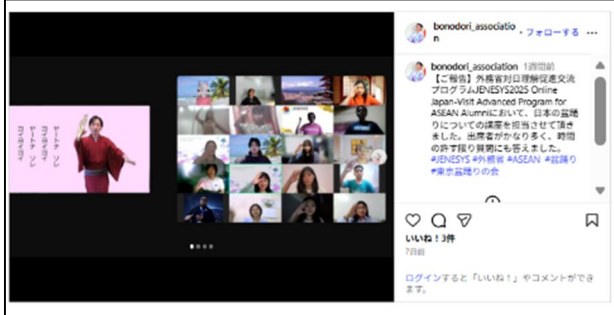 ヤートナ ソレ
ヨイヨイヨイ
ヤートナ ソレ
ヨイヨイヨイ
bonodori_associatio
n
・フォローする
bonodori_association 1週間前
【ご報告】外務省対日理解促進交流
プログラムJENESYS2025 Online
Japan-Visit Advanced Program for
ASEAN Alumniにおいて、日本の盆踊
りについての講座を担当させて頂き
ました。出席者がかなり多く、時間
の許す限り質問にも答えました。
#JENESYS #外務省 #ASEAN #盆踊り
#東京盆踊りの会
いいね！3件
7日前
ログインすると「いいね！」やコメントができ
ます。